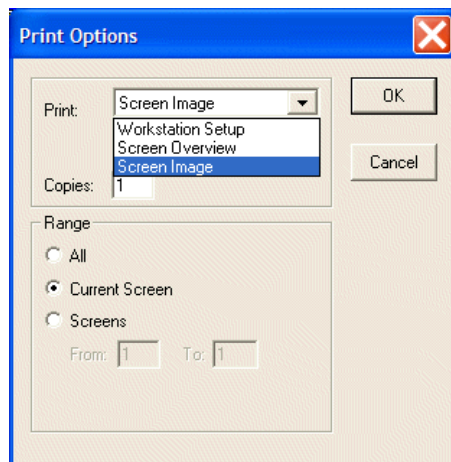 Print Options
Print: Screen Image
OK
Workstation Setup
Screen Overview
Screen Image
Cancel
Copies: 1
Range
All
Current Screen
Screens
From: 1 To: 1